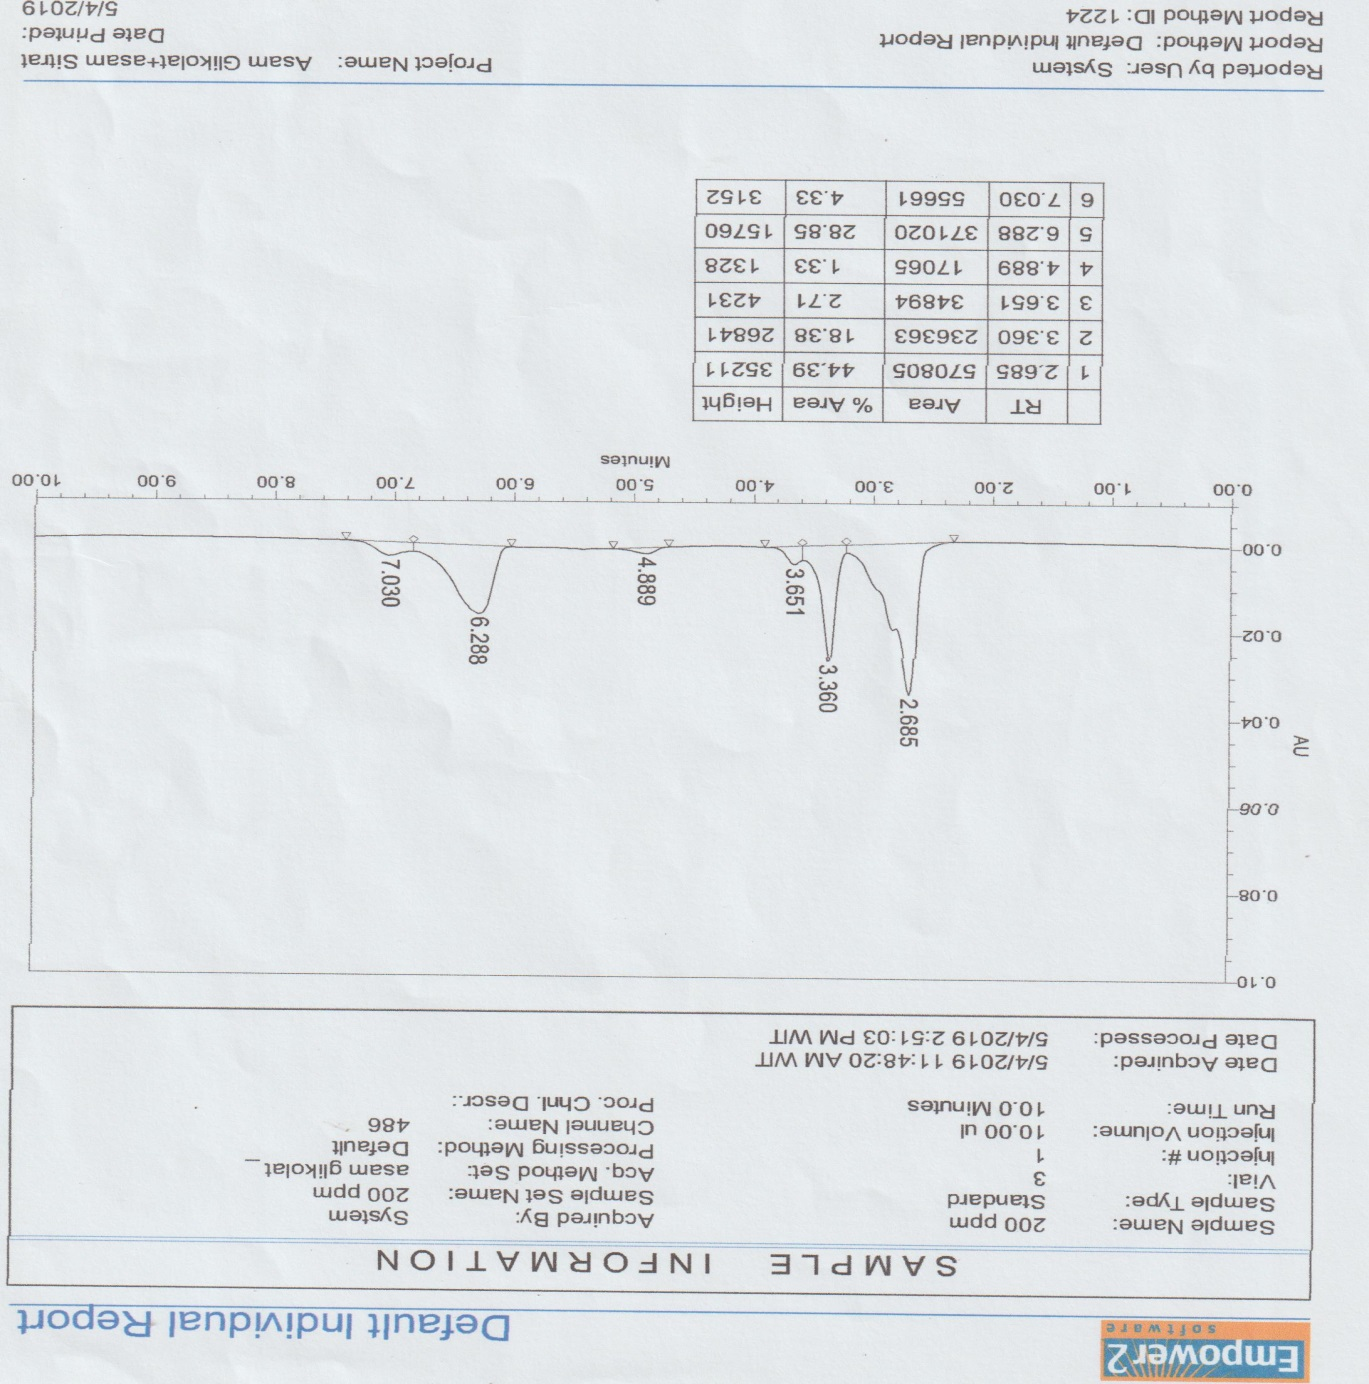 Empower2
software
Default Individual Report
SAMPLE INFORMATION
Sample Name: 200 ppm Acquired By: System
Sample Type: Standard Sample Set Name: 200 ppm
Vial: 3 Acq. Method Set: asam glikolat_
Injection #: 1 Processing Method: Default
Injection Volume: 10.00 ul Channel Name: 486
Run Time: 10.0 Minutes Proc. Chnl. Descr.:
Date Acquired: 5/4/2019 11:48:20 AM WIT
Date Processed: 5/4/2019 2:51:03 PM WIT
0.10
0.08
0.06
AU
0.04
0.02
0.00
2.685
3.360
3.651
4.889
6.288
7.030
0.00 1.00 2.00 3.00 4.00 5.00 6.00 7.00 8.00 9.00 10.00
Minutes
RT Area % Area Height
1 2.685 570805 44.39 35211
2 3.360 236363 18.38 26841
3 3.651 34894 2.71 4231
4 4.889 17065 1.33 1328
5 6.288 371020 28.85 15760
6 7.030 55661 4.33 3152
Reported by User: System Project Name: Asam Glikolat+asam Sitrat
Report Method: Default Individual Report Date Printed:
Report Method ID: 1224 5/4/2019